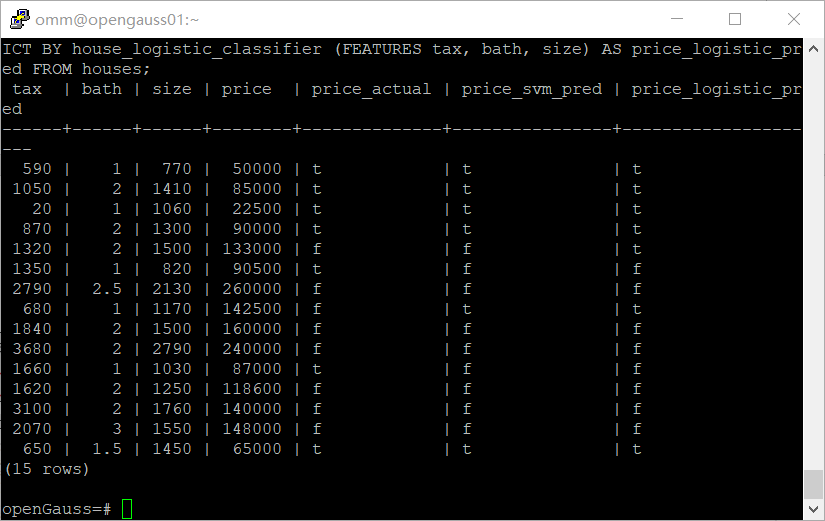 omm@opengauss01:~
ICT BY house_logistic_classifier (FEATURES tax, bath, size) AS price_logistic_pr
ed FROM houses;
 tax  | bath | size | price  | price_actual | price_svm_pred | price_logistic_pr
ed
------+------+------+--------+--------------+----------------+------------------
---
  590 |    1 |  770 |  50000 | t            | t              | t
 1050 |    2 | 1410 |  85000 | t            | t              | t
   20 |    1 | 1060 |  22500 | t            | t              | t
  870 |    2 | 1300 |  90000 | t            | t              | t
 1320 |    2 | 1500 | 133000 | f            | f              | f
 1350 |    1 |  820 |  90500 | t            | f              | f
 2790 |  2.5 | 2130 | 260000 | f            | f              | f
  680 |    1 | 1170 | 142500 | f            | t              | t
 1840 |    2 | 1500 | 160000 | f            | f              | f
 3680 |    2 | 2790 | 240000 | f            | f              | f
 1660 |    1 | 1030 |  87000 | t            | f              | f
 1620 |    2 | 1250 | 118600 | f            | f              | f
 3100 |    2 | 1760 | 140000 | f            | f              | f
 2070 |    3 | 1550 | 148000 | f            | f              | f
  650 |  1.5 | 1450 |  65000 | t            | t              | t
(15 rows)
openGauss=#